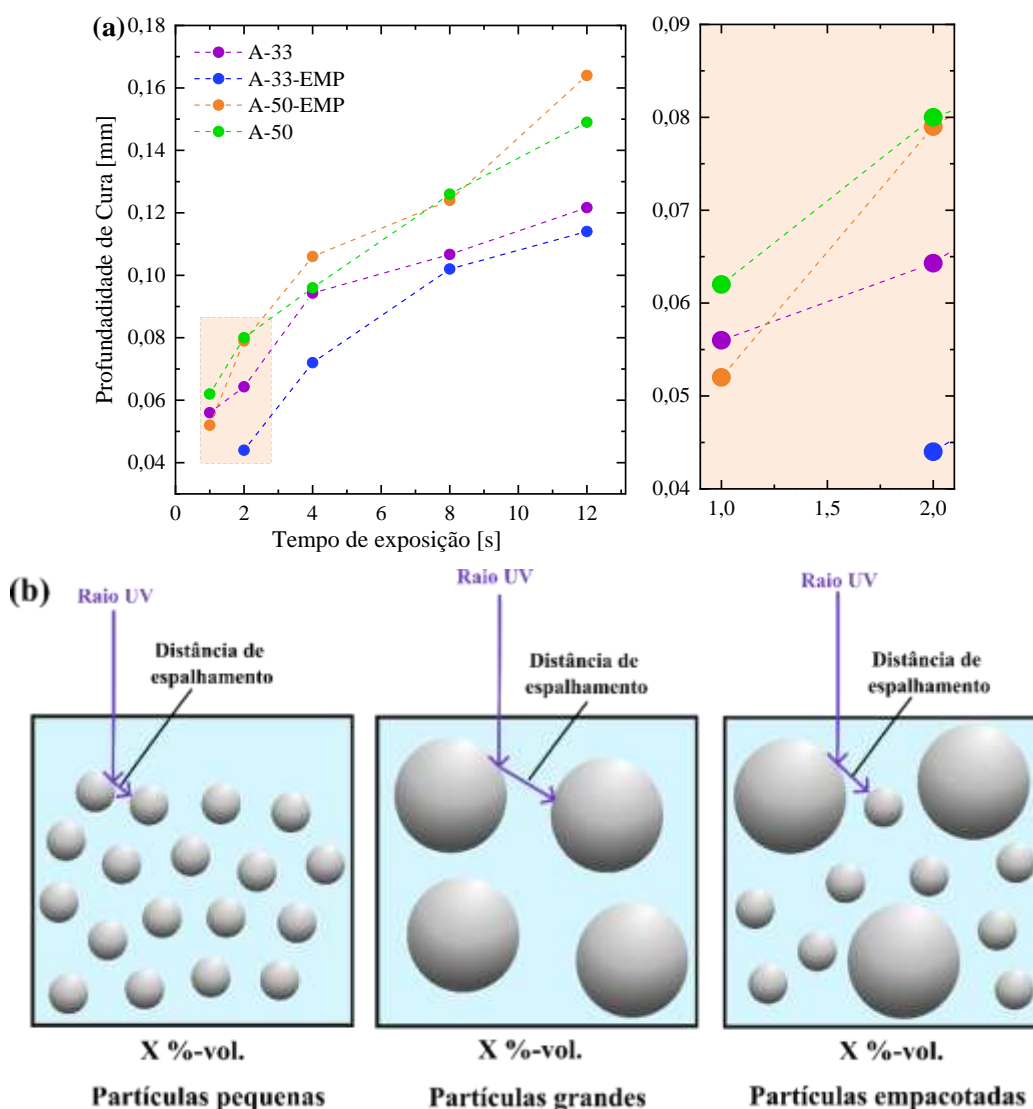 (a)
0,18
0,16
0,14
0,12
0,10
0,08
0,06
0,04
Profundadidade de Cura [mm]
A-33
A-33-EMP
A-50-EMP
A-50
0 2 4 6 8 10 12
Tempo de exposição [s]
0,09
0,08
0,07
0,06
0,05
0,04
1,0 1,5 2,0
(b)
Raio UV
Distância de
espalhamento
X %-vol.
Partículas pequenas
Raio UV
Distância de
espalhamento
X %-vol.
Partículas grandes
Raio UV
Distância de
espalhamento
X %-vol.
Partículas empacotadas